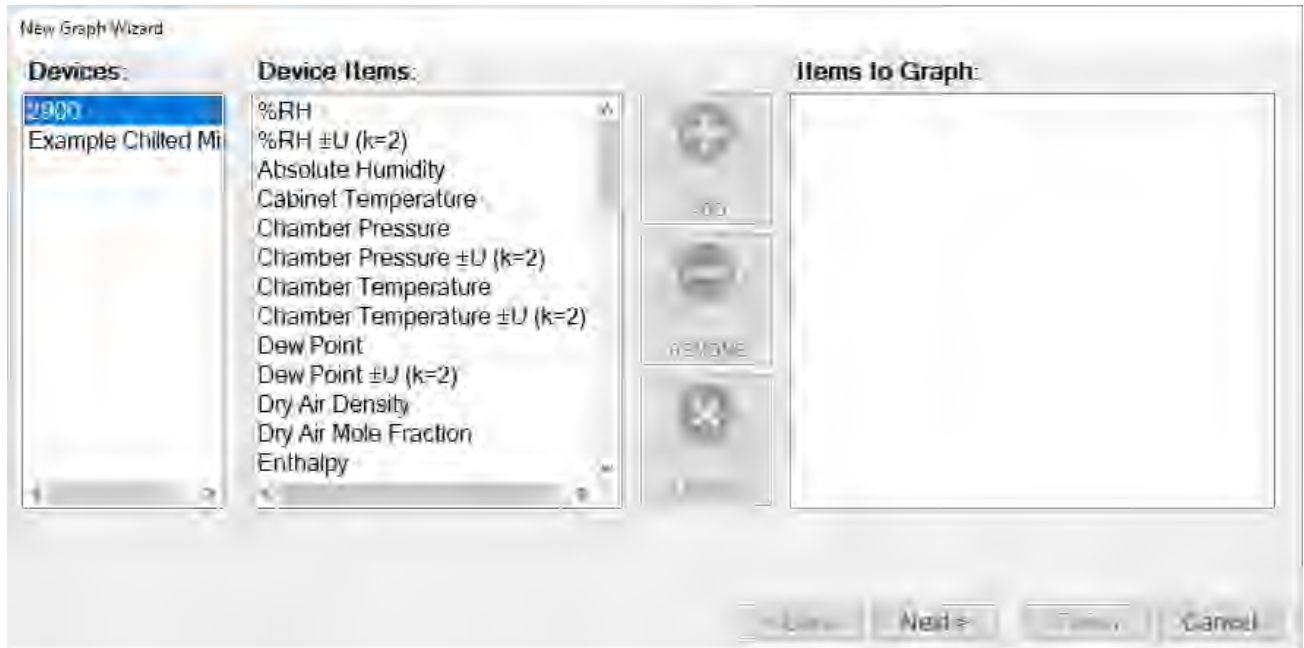 New Graph Wizard
Devices:
2900
Example Chilled Mi
Device Items:
%RH
%RH ±U (k=2)
Absolute Humidity
Cabinet Temperature
Chamber Pressure
Chamber Pressure ±U (k=2)
Chamber Temperature
Chamber Temperature ±U (k=2)
Dew Point
Dew Point ±U (k=2)
Dry Air Density
Dry Air Mole Fraction
Enthalpy
REMOVE
Items to Graph:
Next >
Cancel